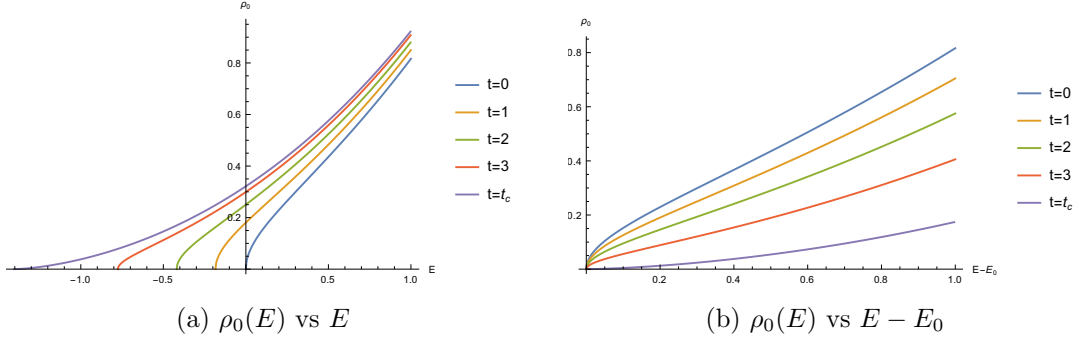 ρ₀
0.8
0.6
0.4
0.2
-1.0
-0.5
0.5
1.0
E
t=0
t=1
t=2
t=3
t=t_c
(a) ρ₀(E) vs E
ρ₀
0.8
0.6
0.4
0.2
0.2
0.4
0.6
0.8
1.0
E-E₀
t=0
t=1
t=2
t=3
t=t_c
(b) ρ₀(E) vs E − E₀